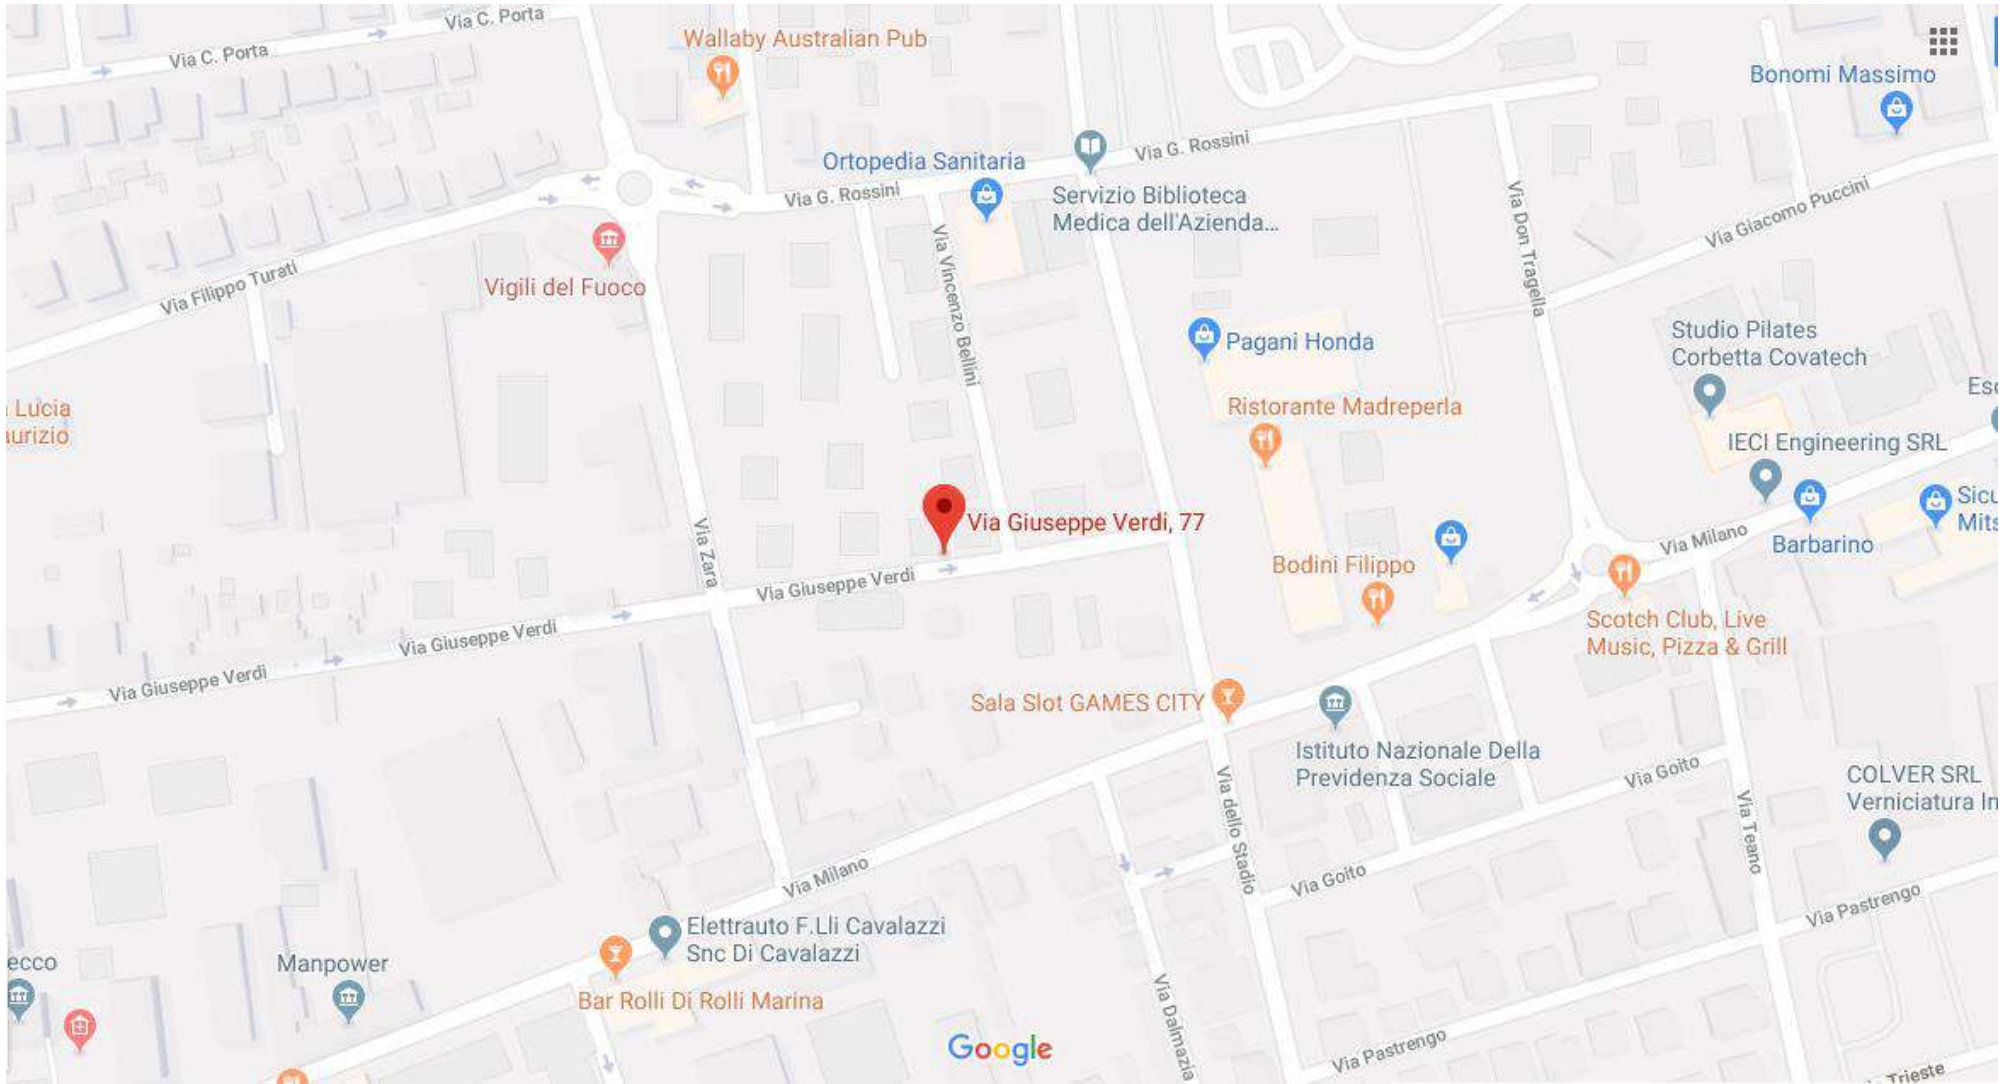 Via C. Porta
Via C. Porta
Wallaby Australian Pub
Bonomi Massimo
Ortopedia Sanitaria
Via G. Rossini
Via G. Rossini
Servizio Biblioteca
Medica dell'Azienda...
Via Don Tragella
Via Giacomo Puccini
Via Filippo Turati
Vigili del Fuoco
Via Vincenzo Bellini
Pagani Honda
Studio Pilates
Corbetta Covatech
Lucia
aurizio
Ristorante Madreperla
Esc
IECI Engineering SRL
Sicu
Mits
Via Giuseppe Verdi, 77
Via Zara
Via Milano
Barbarino
Bodini Filippo
Via Giuseppe Verdi
Scotch Club, Live
Music, Pizza & Grill
Via Giuseppe Verdi
Via Giuseppe Verdi
Sala Slot GAMES CITY
Istituto Nazionale Della
Previdenza Sociale
Via Goito
COLVER SRL
Verniciatura In
Via dello Stadio
Via Teano
Via Milano
Via Goito
Via Pastrengo
Elettrauto F.Lli Cavalazzi
Snc Di Cavalazzi
ecco
Manpower
Bar Rolli Di Rolli Marina
Via Dalmazia
Google
Via Pastrengo
Trieste